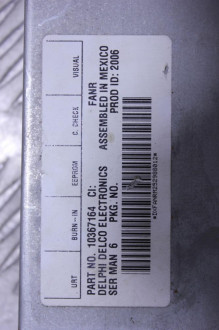 VISUAL
C. CHECK
EEPROM
BURN-IN
URT
FANR
ASSEMBLED IN MEXICO
PROD ID: 2006
PART NO. 10367164 CI:
DELPHI DELCO ELECTRONICS
SER MAN 6 PKG. NO.